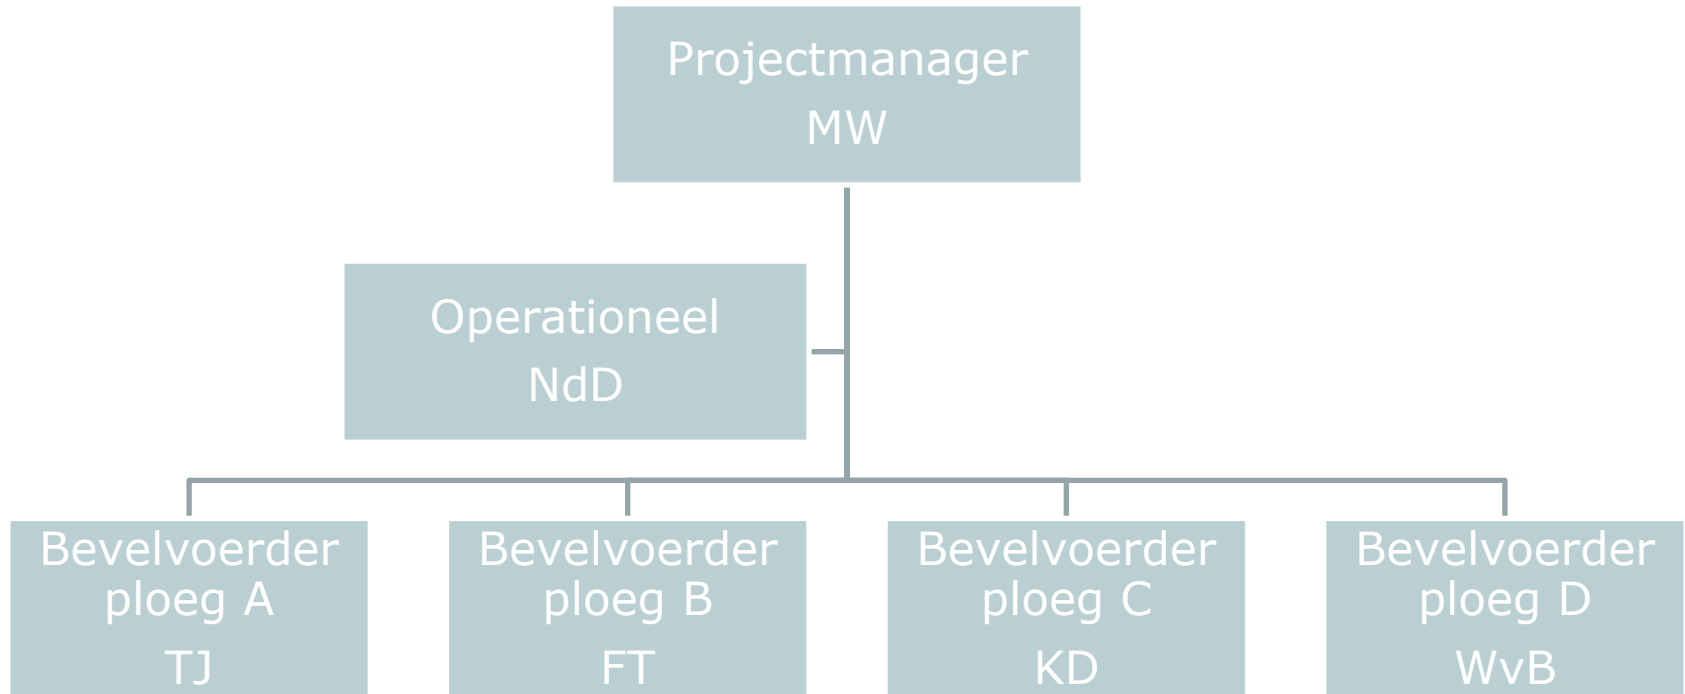 Projectmanager
MW
Operationeel
NdD
Bevelvoerder
ploeg A
TJ
Bevelvoerder
ploeg B
FT
Bevelvoerder
ploeg C
KD
Bevelvoerder
ploeg D
WvB